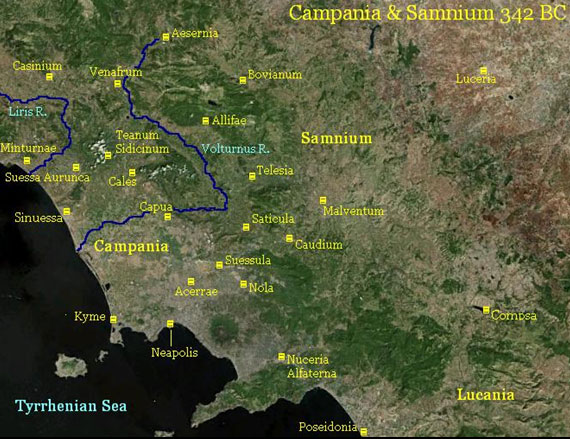 Campania & Samnium 342 BC
Aesernia
Casinium
Venafrum
Bovianum
Luceria
Liris R.
Allifae
Teanum
Sidicinum
Volturnus R.
Samnium
Minturnae
Suessa Aurunca
Cales
Telesia
Sinuessa
Capua
Malventum
Saticula
Campania
Caudium
Suessula
Acerrae
Nola
Kyme
Compsa
Neapolis
Nuceria
Alfaterna
Lucania
Tyrrhenian Sea
Poseidonia